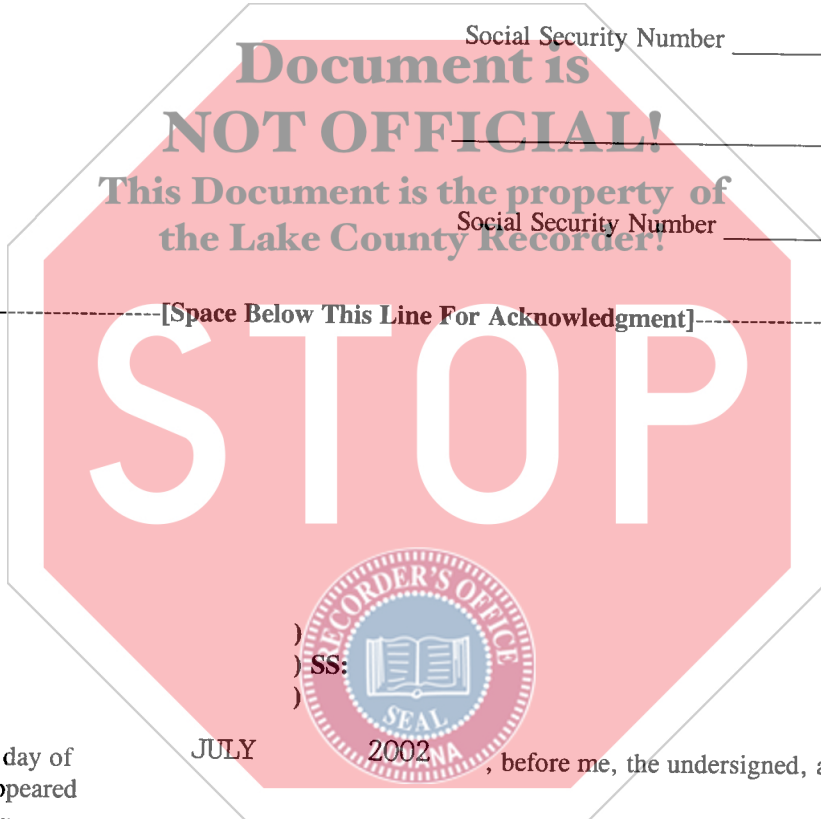 Social Security Number
Document is
NOT OFFICIAL!
This Document is the property of
the Lake County Recorder!
Social Security Number
[Space Below This Line For Acknowledgment]
STOP
RECORDER'S OFFICE
)
) SS:
)
SEAL
INDIANA
day of JULY 2002 , before me, the undersigned, a
ppeared